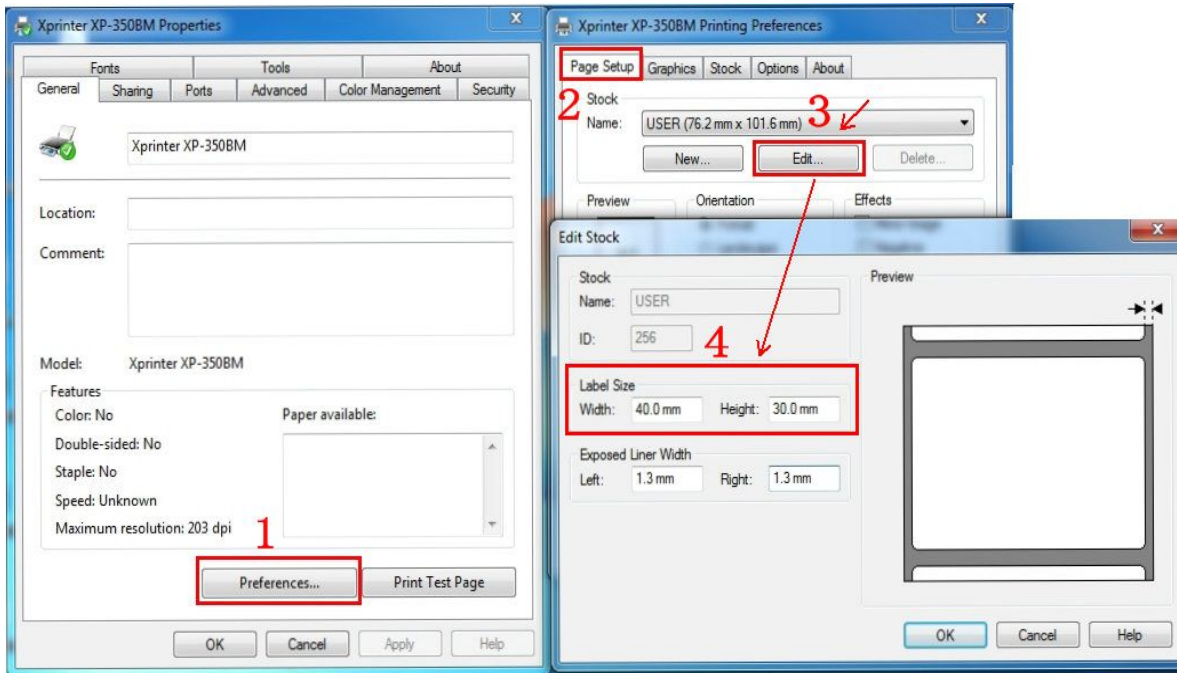 Xprinter XP-350BM Properties
Fonts Tools About
General Sharing Ports Advanced Color Management Security
Xprinter XP-350BM
Location:
Comment:
Model: Xprinter XP-350BM
Features
Color: No Paper available:
Double-sided: No
Staple: No
Speed: Unknown
Maximum resolution: 203 dpi
1
Preferences... Print Test Page
OK Cancel Apply Help
Xprinter XP-350BM Printing Preferences
Page Setup Graphics Stock Options About
2
Stock
3
Name: USER (76.2 mm x 101.6 mm)
New... Edit... Delete...
Preview Orientation Effects
Edit Stock
Stock Preview
Name: USER
ID: 256
4
Label Size
Width: 40.0 mm Height: 30.0 mm
Exposed Liner Width
Left: 1.3 mm Right: 1.3 mm
OK Cancel Help